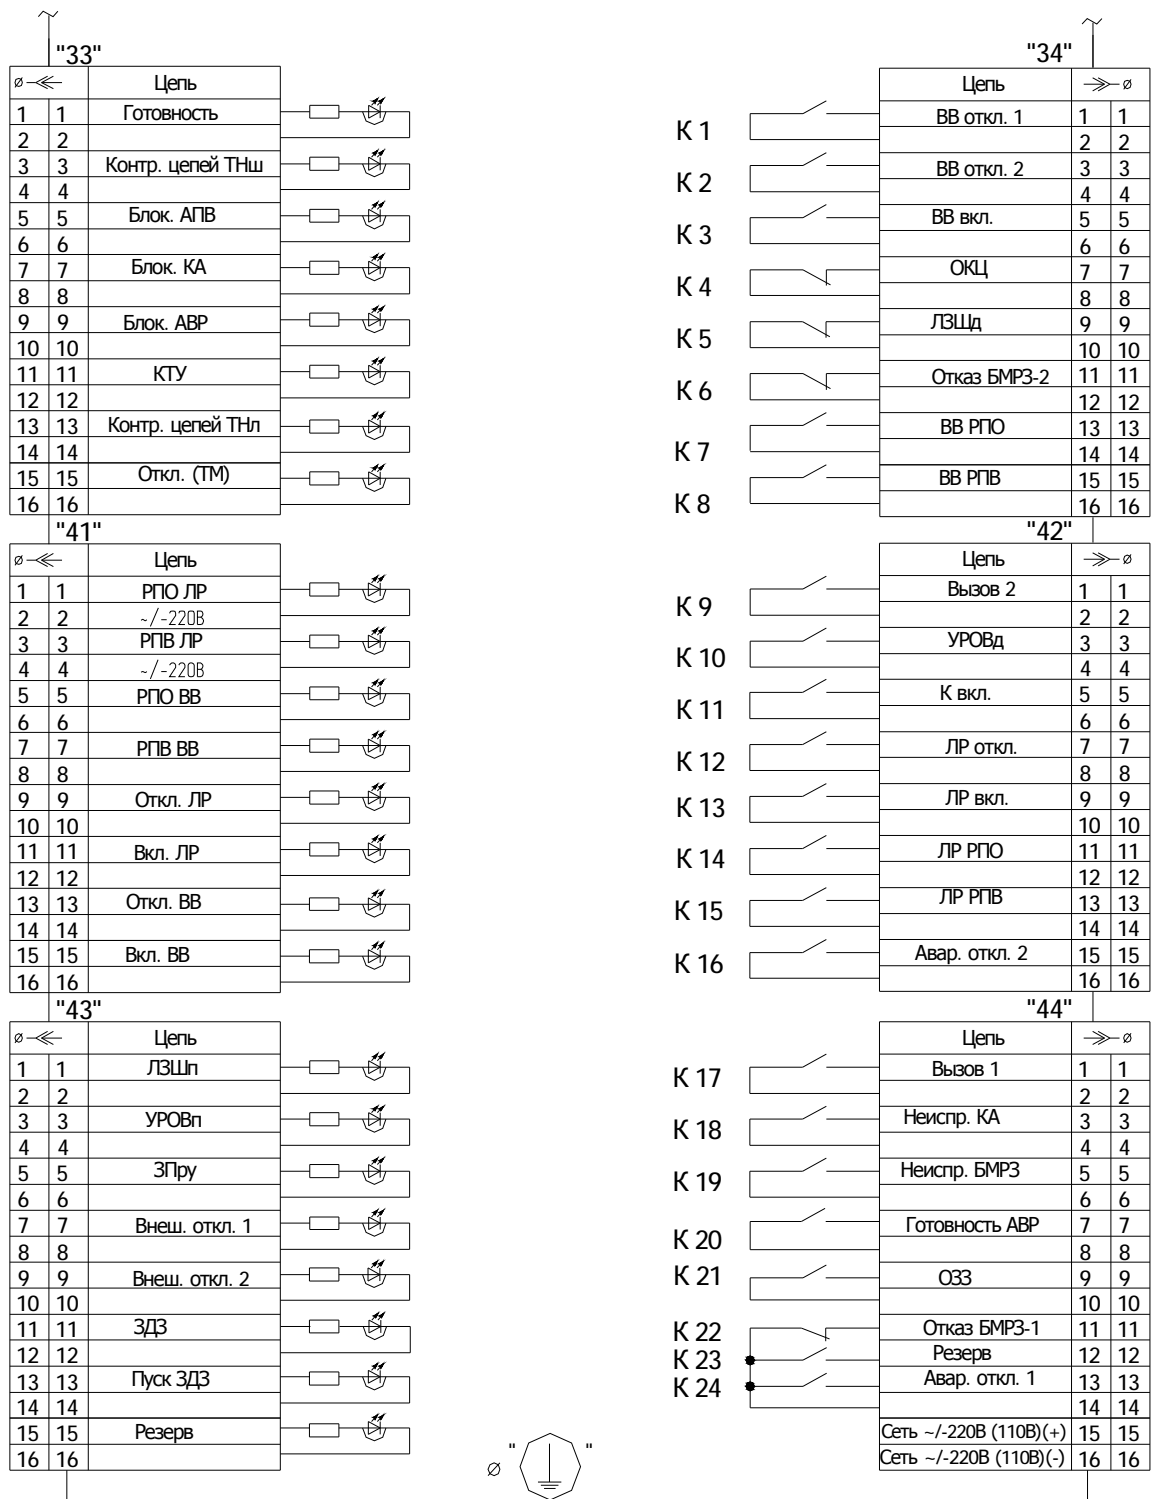 "33"
ø Цепь
1 1 Готовность
2 2
3 3 Контр. цепей ТНш
4 4
5 5 Блок. АПВ
6 6
7 7 Блок. КА
8 8
9 9 Блок. АВР
10 10
11 11 КТУ
12 12
13 13 Контр. цепей ТНл
14 14
15 15 Откл. (ТМ)
16 16
"41"
ø Цепь
1 1 РПО ЛР
2 2 ~/-220В
3 3 РПВ ЛР
4 4 ~/-220В
5 5 РПО ВВ
6 6
7 7 РПВ ВВ
8 8
9 9 Откл. ЛР
10 10
11 11 Вкл. ЛР
12 12
13 13 Откл. ВВ
14 14
15 15 Вкл. ВВ
16 16
"43"
ø Цепь
1 1 ЛЗШп
2 2
3 3 УРОВп
4 4
5 5 ЗПру
6 6
7 7 Внеш. откл. 1
8 8
9 9 Внеш. откл. 2
10 10
11 11 ЗДЗ
12 12
13 13 Пуск ЗДЗ
14 14
15 15 Резерв
16 16
ø " "
"34"
Цепь ø
К 1 ВВ откл. 1 1 1
2 2
К 2 ВВ откл. 2 3 3
4 4
К 3 ВВ вкл. 5 5
6 6
К 4 ОКЦ 7 7
8 8
К 5 ЛЗЩд 9 9
10 10
К 6 Отказ БМРЗ-2 11 11
12 12
К 7 ВВ РПО 13 13
14 14
К 8 ВВ РПВ 15 15
16 16
"42"
Цепь ø
К 9 Вызов 2 1 1
2 2
К 10 УРОВд 3 3
4 4
К 11 К вкл. 5 5
6 6
К 12 ЛР откл. 7 7
8 8
К 13 ЛР вкл. 9 9
10 10
К 14 ЛР РПО 11 11
12 12
К 15 ЛР РПВ 13 13
14 14
К 16 Авар. откл. 2 15 15
16 16
"44"
Цепь ø
К 17 Вызов 1 1 1
2 2
К 18 Неиспр. КА 3 3
4 4
К 19 Неиспр. БМРЗ 5 5
6 6
К 20 Готовность АВР 7 7
8 8
К 21 ОЗЗ 9 9
10 10
К 22 Отказ БМРЗ-1 11 11
К 23 Резерв 12 12
К 24 Авар. откл. 1 13 13
14 14
Сеть ~/-220В (110В)(+) 15 15
Сеть ~/-220В (110В)(-) 16 16